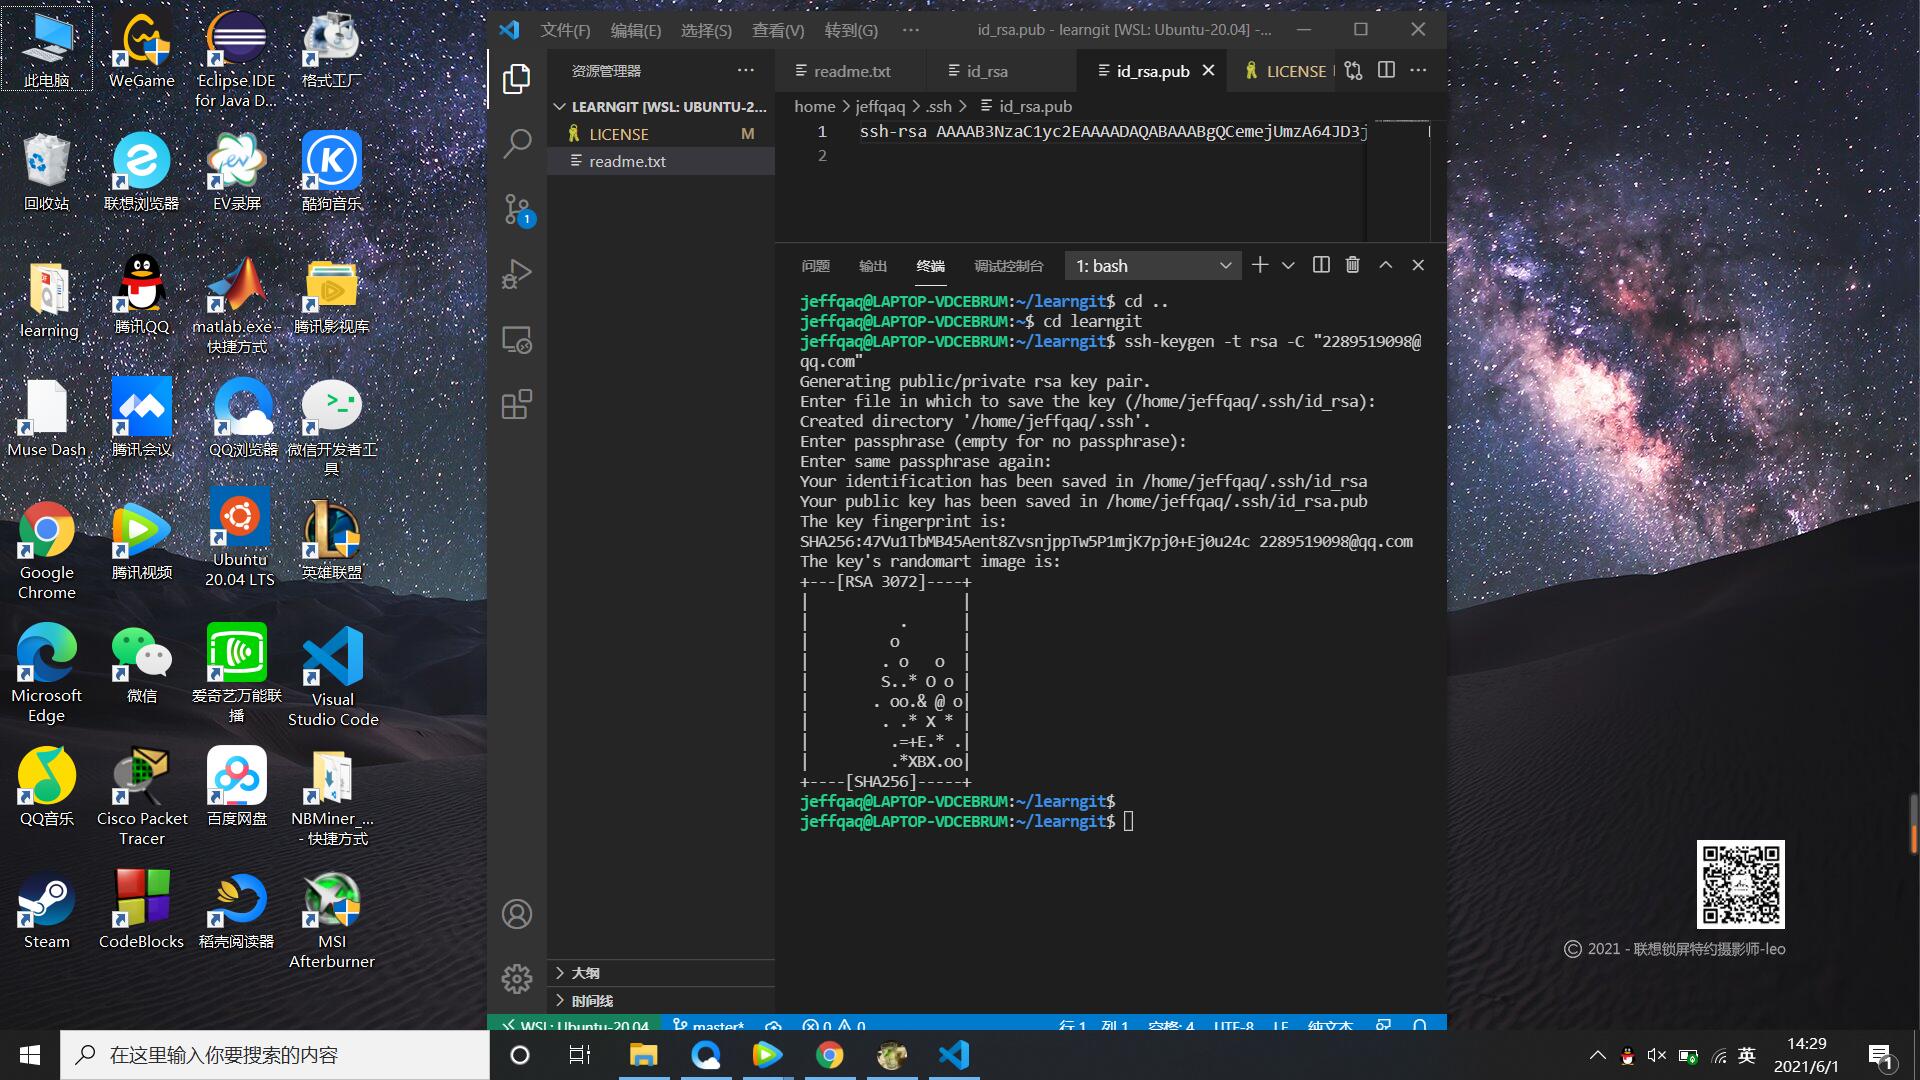 此电脑
WeGame
Eclipse IDE
for Java D...
格式工厂
回收站
联想浏览器
EV录屏
酷狗音乐
learning
腾讯QQ
matlab.exe -
快捷方式
腾讯影视库
Muse Dash
腾讯会议
QQ浏览器
微信开发者工
具
Google
Chrome
腾讯视频
Ubuntu
20.04 LTS
英雄联盟
Microsoft
Edge
微信
爱奇艺万能联
播
Visual
Studio Code
QQ音乐
Cisco Packet
Tracer
百度网盘
NBMiner_...
- 快捷方式
Steam
CodeBlocks
稻壳阅读器
MSI
Afterburner
文件(F) 编辑(E) 选择(S) 查看(V) 转到(G) ··· id_rsa.pub - learngit [WSL: Ubuntu-20.04] -...
资源管理器 ···
LEARNGIT [WSL: UBUNTU-2...
LICENSE M
readme.txt
大纲
时间线
1
readme.txt id_rsa id_rsa.pub LICENSE
home > jeffqaq > .ssh > id_rsa.pub
1 ssh-rsa AAAAB3NzaC1yc2EAAAADAQABAAABgQCemejUmzA64JD3j
2
问题 输出 终端 调试控制台 1: bash
jeffqaq@LAPTOP-VDCEBRUM:~/learngit$ cd ..
jeffqaq@LAPTOP-VDCEBRUM:~$ cd learngit
jeffqaq@LAPTOP-VDCEBRUM:~/learngit$ ssh-keygen -t rsa -C "2289519098@
qq.com"
Generating public/private rsa key pair.
Enter file in which to save the key (/home/jeffqaq/.ssh/id_rsa):
Created directory '/home/jeffqaq/.ssh'.
Enter passphrase (empty for no passphrase):
Enter same passphrase again:
Your identification has been saved in /home/jeffqaq/.ssh/id_rsa
Your public key has been saved in /home/jeffqaq/.ssh/id_rsa.pub
The key fingerprint is:
SHA256:47Vu1TbMB45Aent8ZvsnjppTw5P1mjK7pj0+Ej0u24c 2289519098@qq.com
The key's randomart image is:
+---[RSA 3072]----+
|                 |
|          .      |
|         o       |
|        . o   o  |
|        S..* O o |
|       . oo.& @ o|
|        . .* X * |
|         .=+E.* .|
|         .*XBX.oo|
+----[SHA256]-----+
jeffqaq@LAPTOP-VDCEBRUM:~/learngit$
jeffqaq@LAPTOP-VDCEBRUM:~/learngit$
WSL: Ubuntu-20.04 master* 0 0 行 1, 列 1 空格: 4 UTF-8 LF 纯文本
© 2021 - 联想锁屏特约摄影师-leo
在这里输入你要搜索的内容
英
14:29
2021/6/1
1